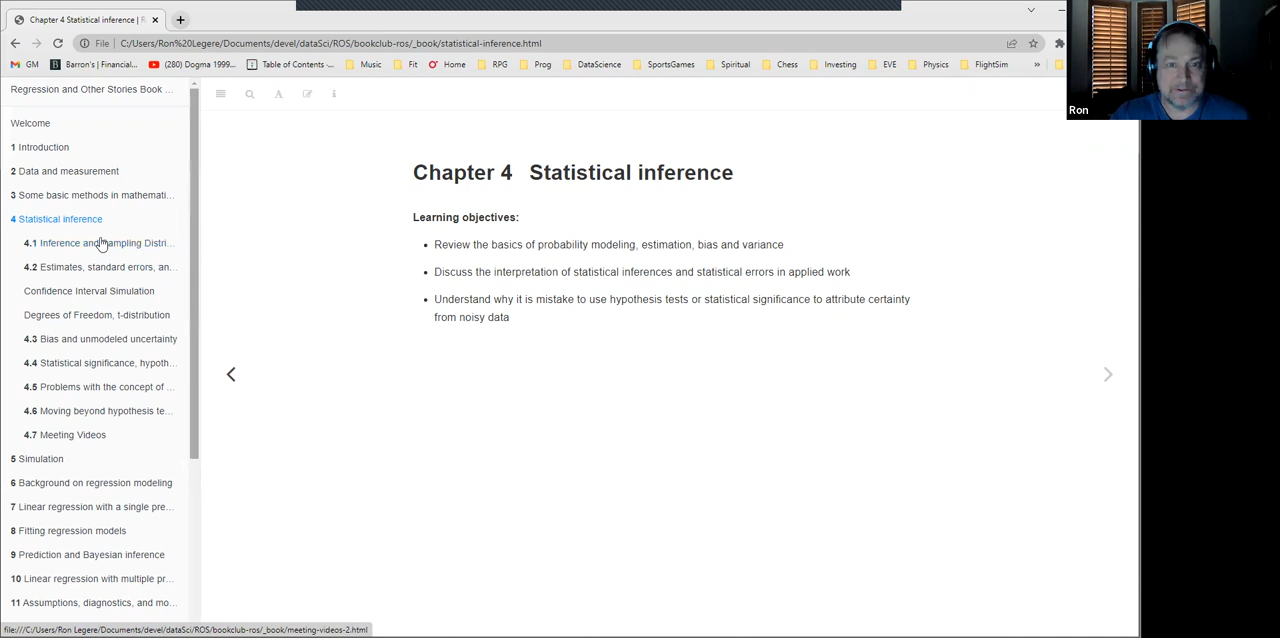 Chapter 4 Statistical inference | R
File
C:/Users/Ron%20Legere/Documents/devel/dataSci/ROS/bookclub-ros/_book/statistical-inference.html
GM
Barron's | Financial...
(280) Dogma 1999...
Table of Contents-...
Music
Fit
Home
RPG
Prog
DataScience
SportsGames
Spiritual
Chess
Investing
EVE
Physics
FlightSim
»
Ron
Regression and Other Stories Book ...
Welcome
1 Introduction
2 Data and measurement
3 Some basic methods in mathemati...
4 Statistical inference
4.1 Inference and Sampling Distri...
4.2 Estimates, standard errors, an...
Confidence Interval Simulation
Degrees of Freedom, t-distribution
4.3 Bias and unmodeled uncertainty
4.4 Statistical significance, hypoth...
4.5 Problems with the concept of ...
4.6 Moving beyond hypothesis te...
4.7 Meeting Videos
5 Simulation
6 Background on regression modeling
7 Linear regression with a single pre...
8 Fitting regression models
9 Prediction and Bayesian inference
10 Linear regression with multiple pr...
11 Assumptions, diagnostics, and mo...
Chapter 4 Statistical inference
Learning objectives:
• Review the basics of probability modeling, estimation, bias and variance
• Discuss the interpretation of statistical inferences and statistical errors in applied work
• Understand why it is mistake to use hypothesis tests or statistical significance to attribute certainty
from noisy data
file:///C:/Users/Ron Legere/Documents/devel/dataSci/ROS/bookclub-ros/_book/meeting-videos-2.html